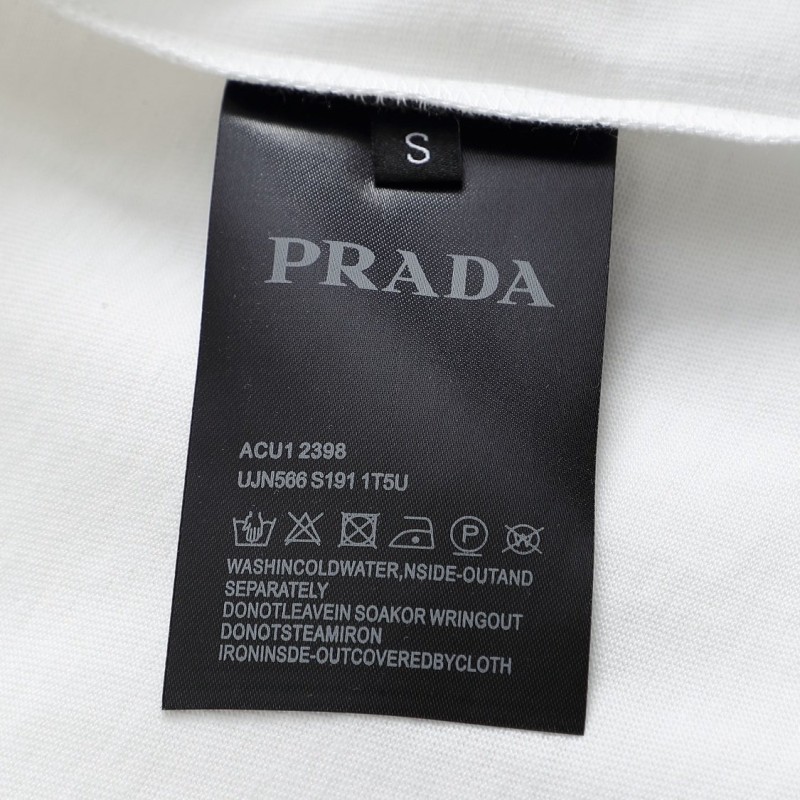 S
PRADA
ACU1 2398
UJN566 S191 1T5U
P
W
WASHINCOLDWATER,NSIDE-OUTAND
SEPARATELY
DONOTLEAVEIN SOAKOR WRINGOUT
DONOTSTEAMIRON
IRONINSDE-OUTCOVEREDBYCLOTH